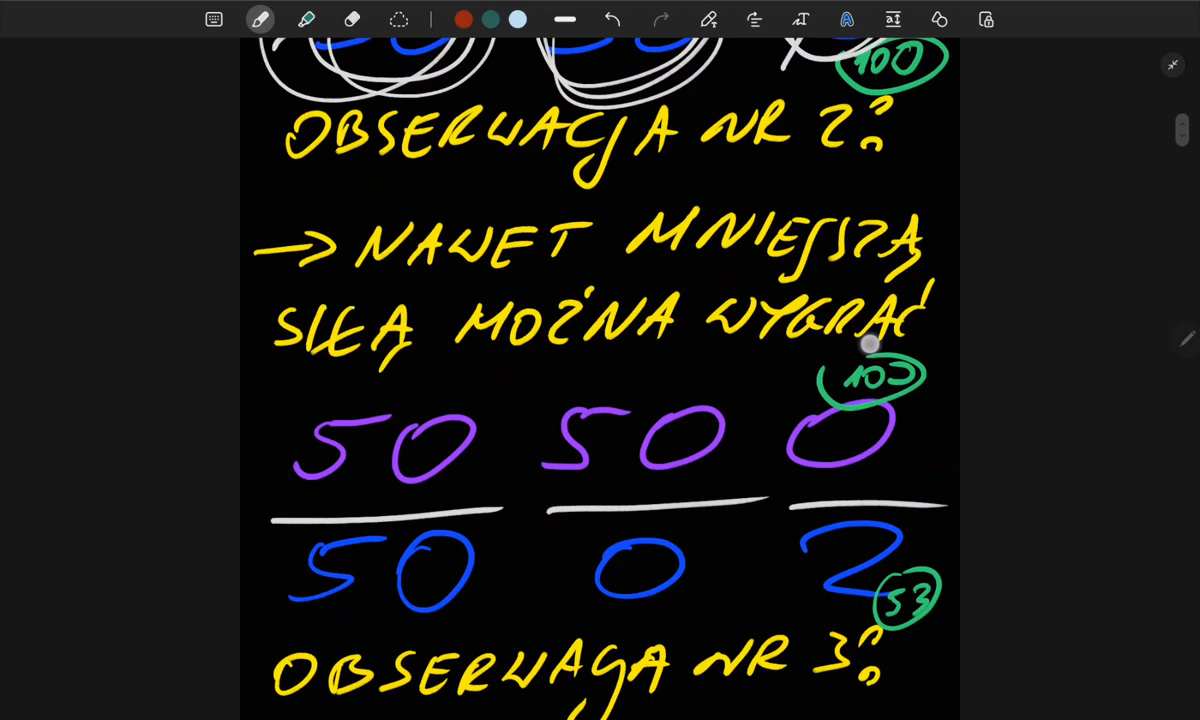 100
OBSERWACJA NR 2:
→ NAWET MNIEJSZĄ
SIŁĄ MOŻNA WYGRAĆ
100
50 50 0
50 0 2
53
OBSERWACJA NR 3: